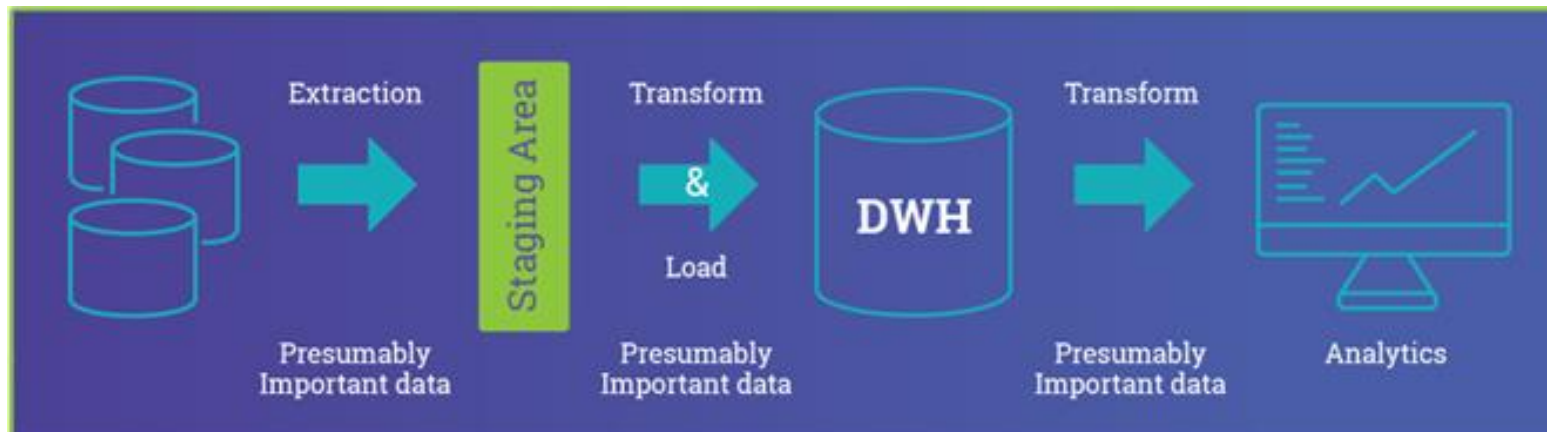 Extraction
Staging Area
Transform
&
Load
DWH
Transform
Presumably
Important data
Presumably
Important data
Presumably
Important data
Analytics